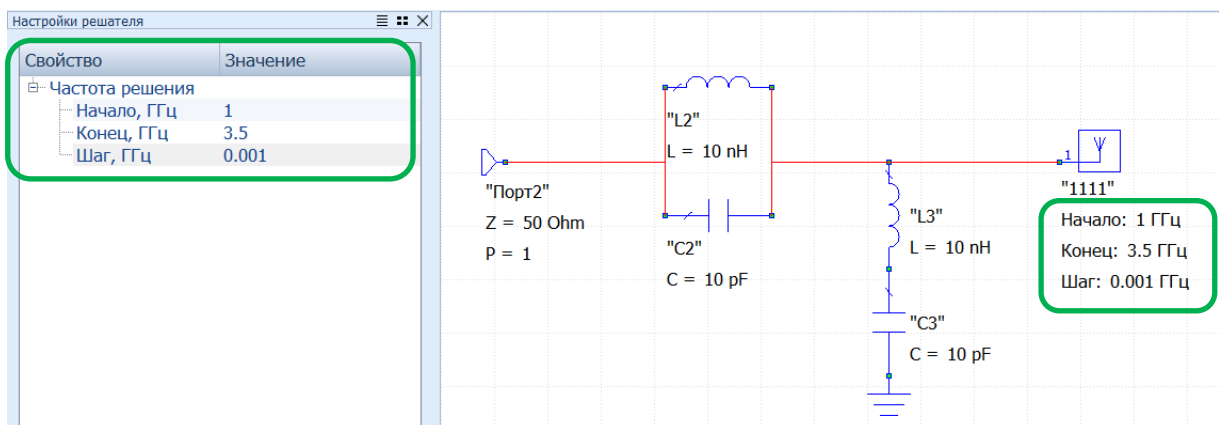 Настройки решателя
Свойство Значение
Частота решения
Начало, ГГц 1
Конец, ГГц 3.5
Шаг, ГГц 0.001
"L2"
L = 10 nH
"Порт2"
Z = 50 Ohm
P = 1
"C2"
C = 10 pF
"L3"
L = 10 nH
"C3"
C = 10 pF
1
"1111"
Начало: 1 ГГц
Конец: 3.5 ГГц
Шаг: 0.001 ГГц